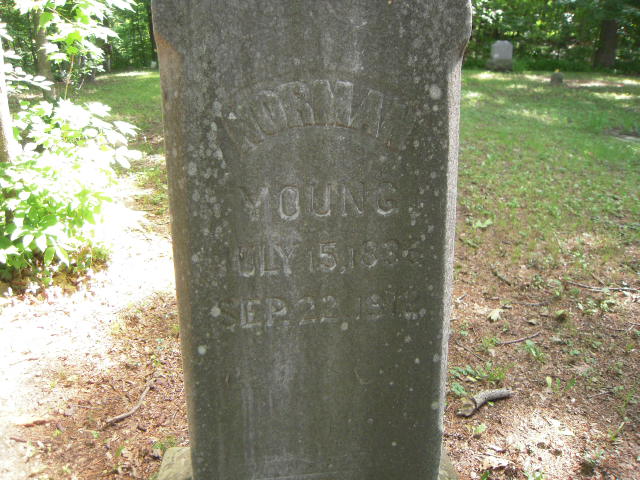 NORMAN
YOUNG
JULY 15,
SEP. 22,